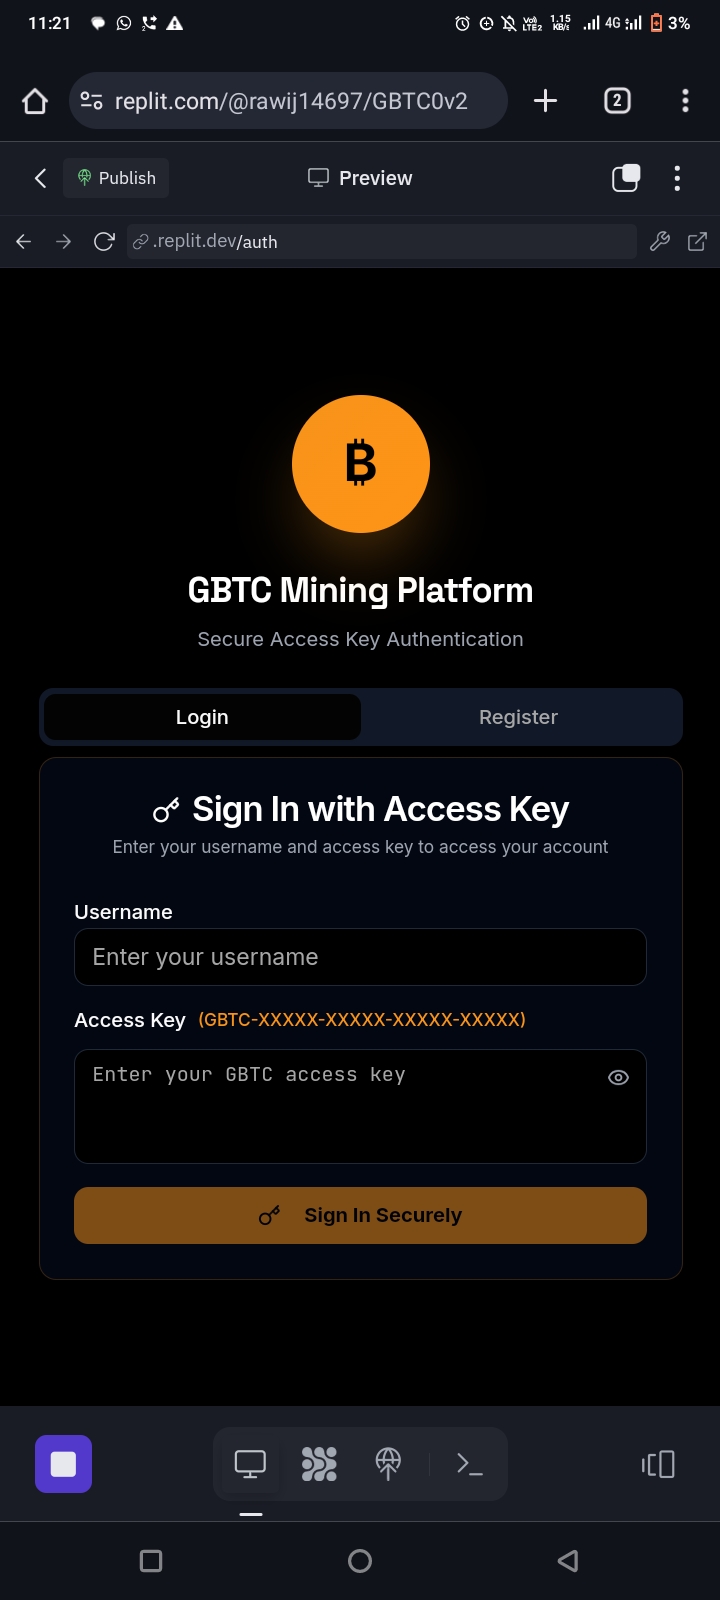 11:21
Vo) LTE2 1.15 KB/s 4G 3%
replit.com/@rawij14697/GBTC0v2
2
Publish
Preview
.replit.dev/auth
GBTC Mining Platform
Secure Access Key Authentication
Login
Register
Sign In with Access Key
Enter your username and access key to access your account
Username
Enter your username
Access Key (GBTC-XXXXX-XXXXX-XXXXX-XXXXX)
Enter your GBTC access key
Sign In Securely